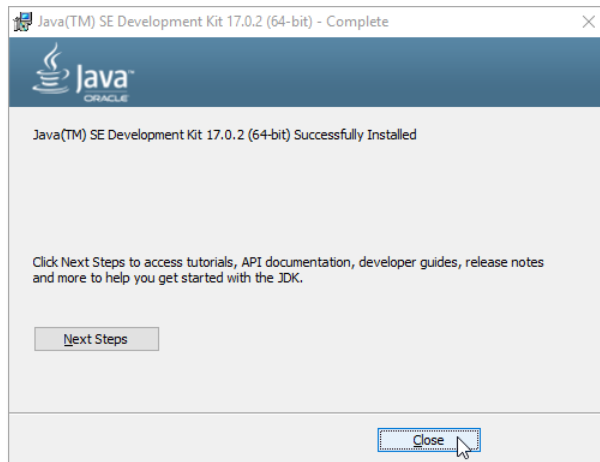 Java(TM) SE Development Kit 17.0.2 (64-bit) - Complete
Java™
ORACLE
Java(TM) SE Development Kit 17.0.2 (64-bit) Successfully Installed
Click Next Steps to access tutorials, API documentation, developer guides, release notes
and more to help you get started with the JDK.
Next Steps
Close